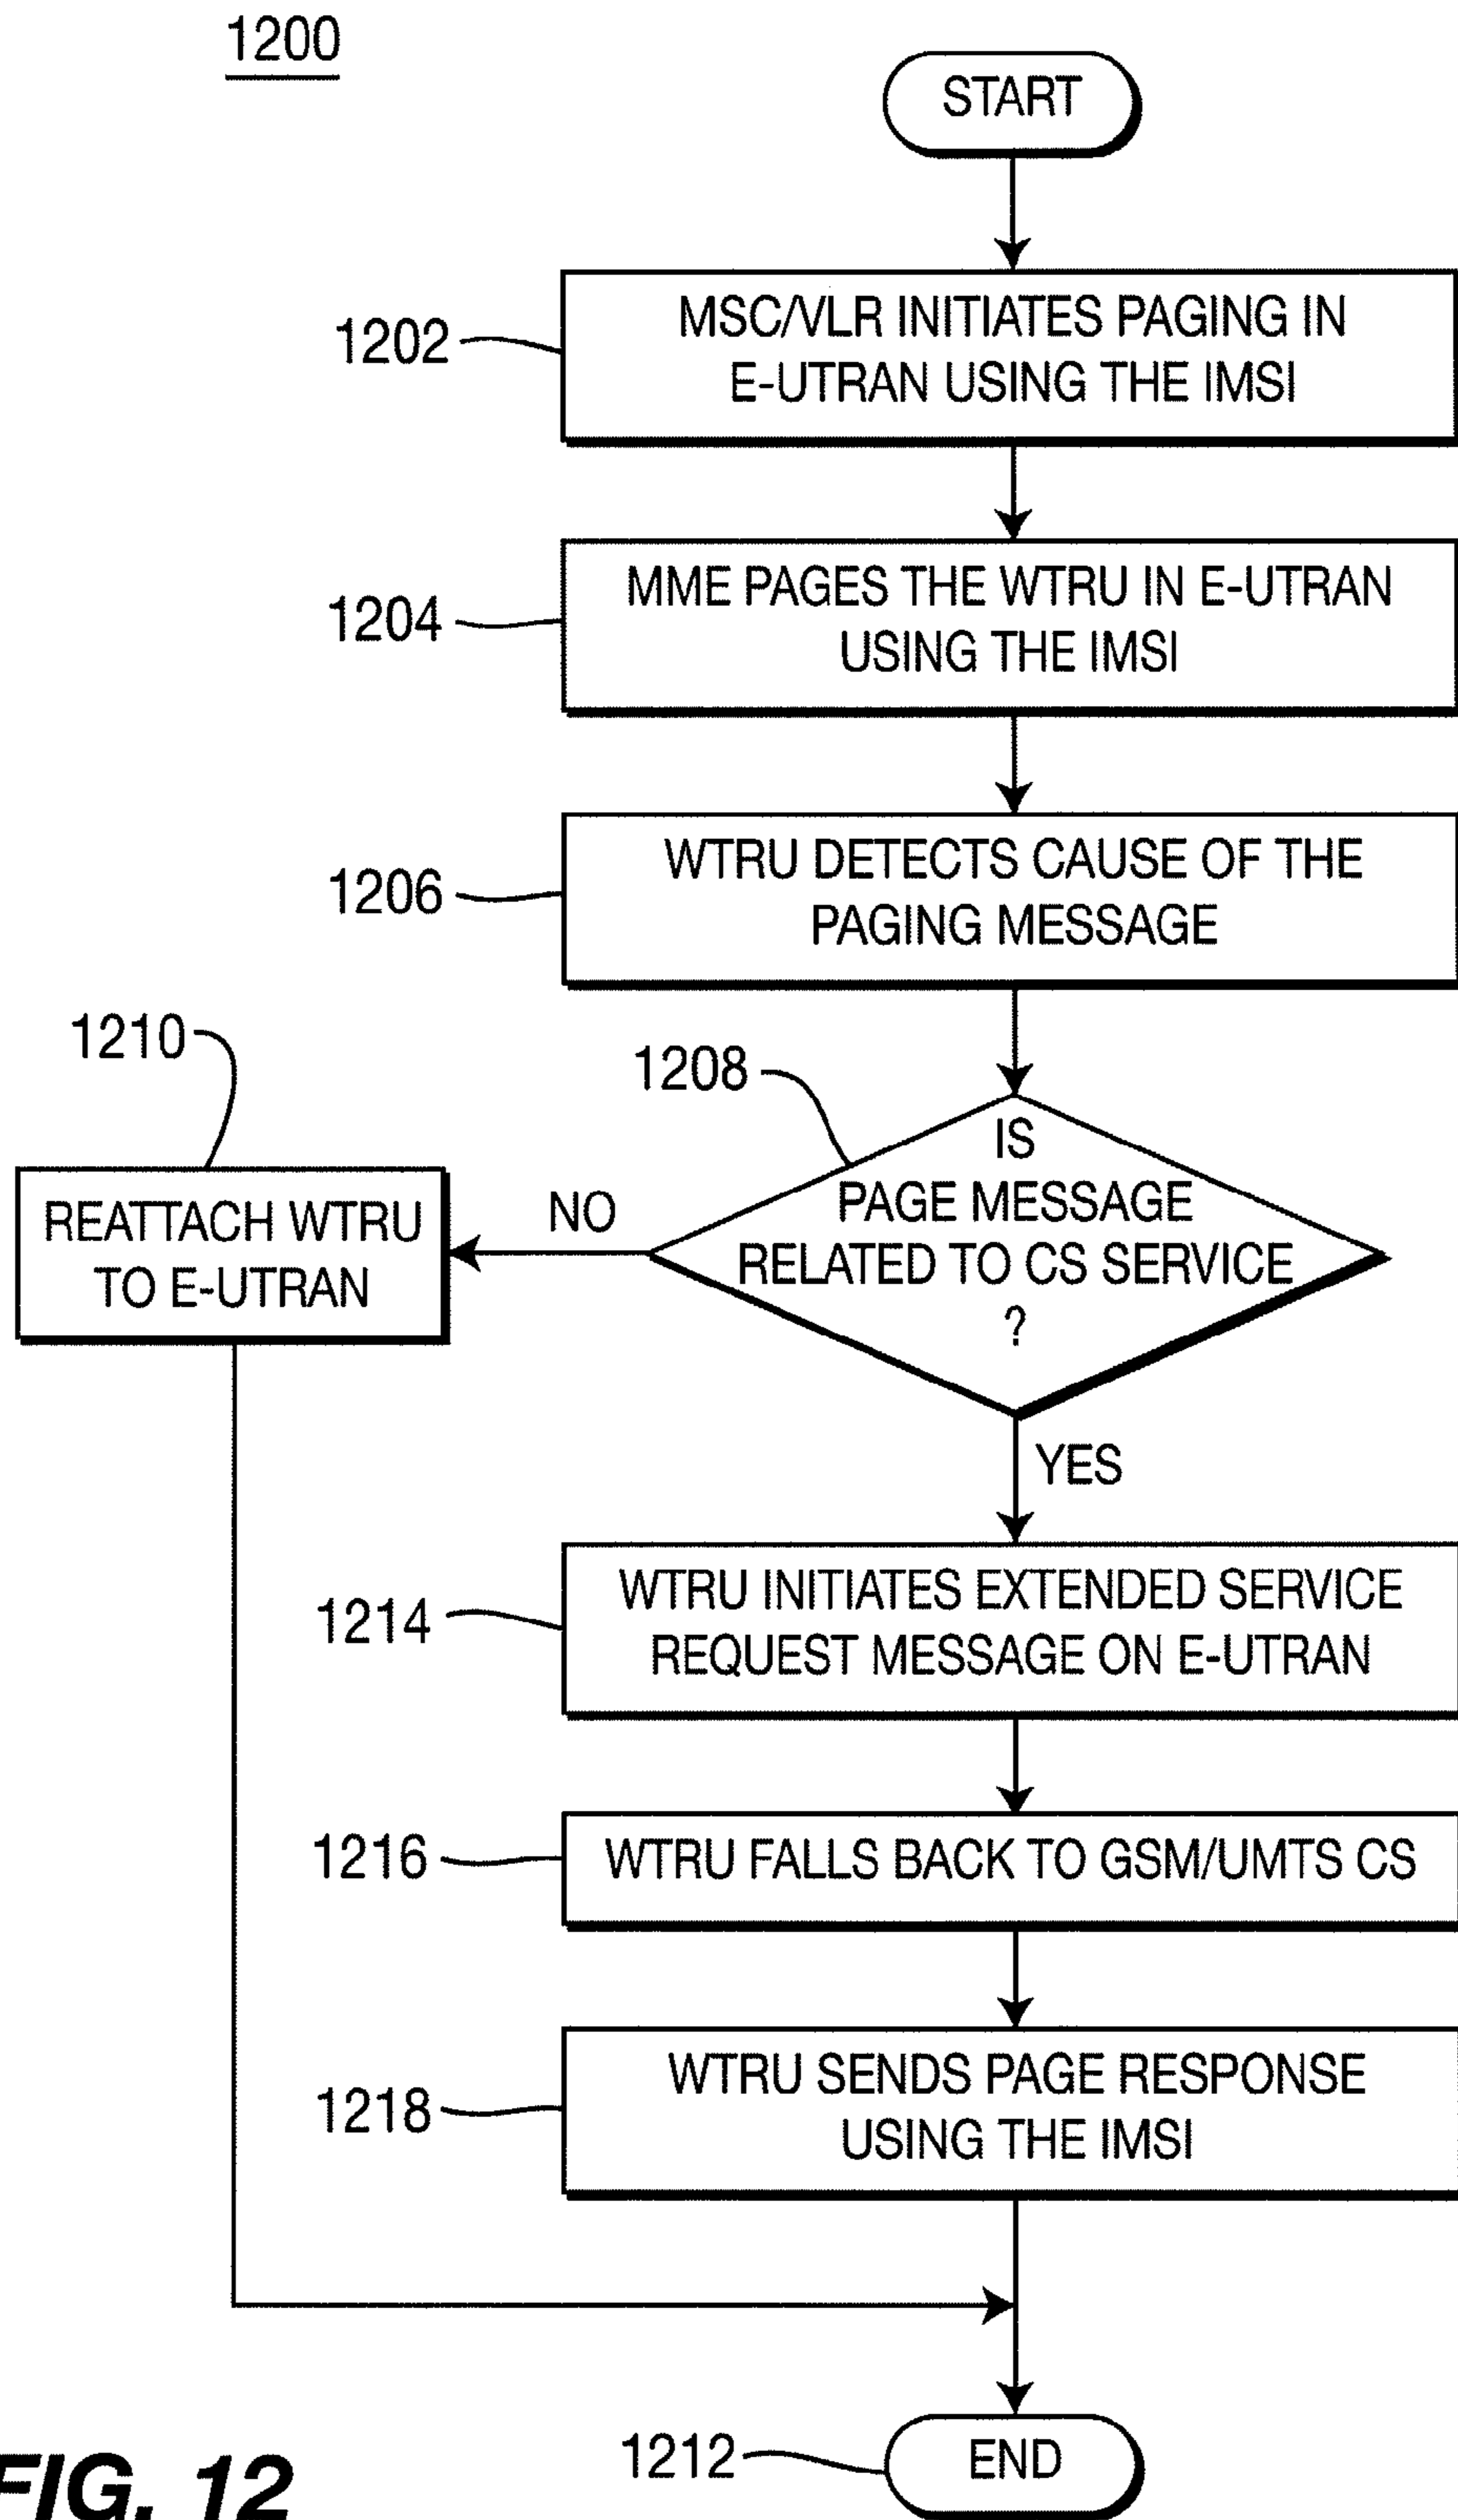 1200
START
1202
MSC/VLR INITIATES PAGING IN
E-UTRAN USING THE IMSI
1204
MME PAGES THE WTRU IN E-UTRAN
USING THE IMSI
1206
WTRU DETECTS CAUSE OF THE
PAGING MESSAGE
1210
1208
IS
PAGE MESSAGE
RELATED TO CS SERVICE
?
NO
REATTACH WTRU
TO E-UTRAN
YES
1214
WTRU INITIATES EXTENDED SERVICE
REQUEST MESSAGE ON E-UTRAN
1216
WTRU FALLS BACK TO GSM/UMTS CS
1218
WTRU SENDS PAGE RESPONSE
USING THE IMSI
1212
END
FIG. 12